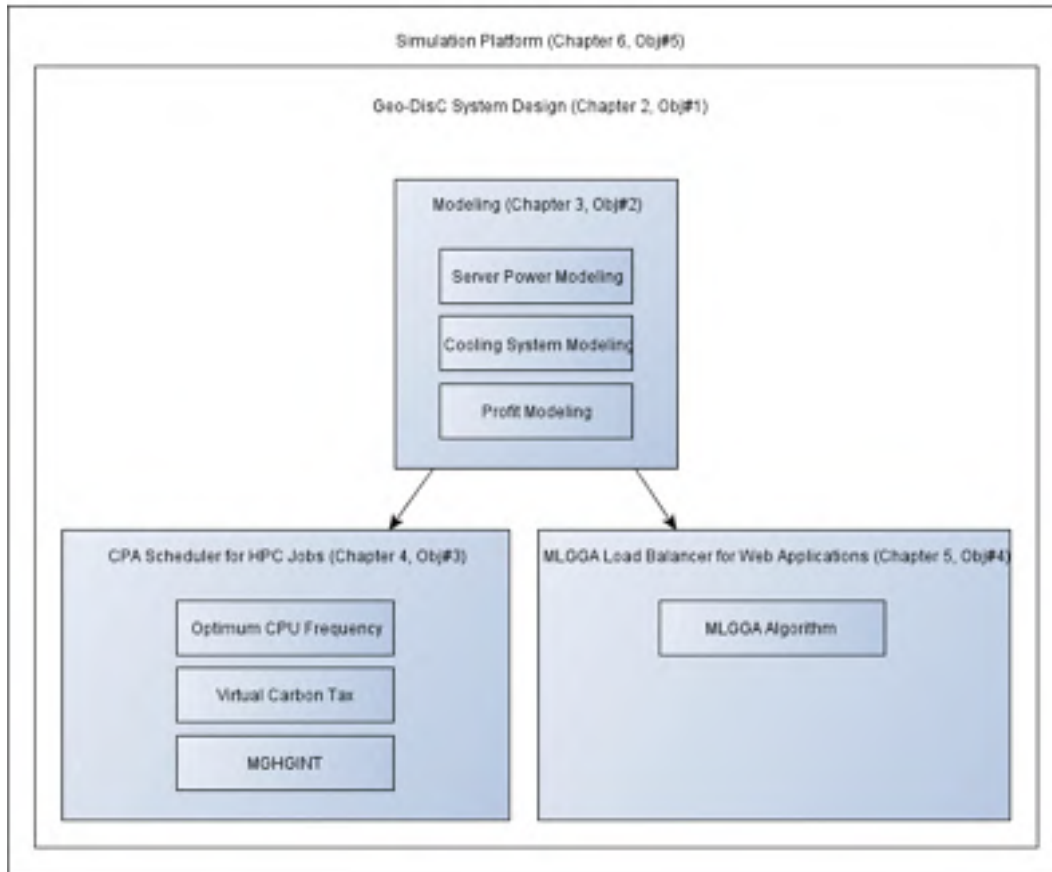 Simulation Platform (Chapter 6, Obj#5)
Geo-DisC System Design (Chapter 2, Obj#1)
Modeling (Chapter 3, Obj#2)
Server Power Modeling
Cooling System Modeling
Profit Modeling
CPA Scheduler for HPC Jobs (Chapter 4, Obj#3)
Optimum CPU Frequency
Virtual Carbon Tax
MGHGINT
MLGGA Load Balancer for Web Applications (Chapter 5, Obj#4)
MLGGA Algorithm